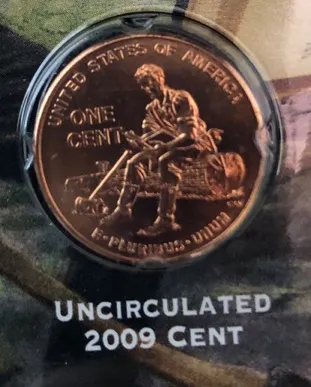 UNITED STATES OF AMERICA
ONE
CENT
E·PLURIBUS·UNUM
UNCIRCULATED
2009 CENT